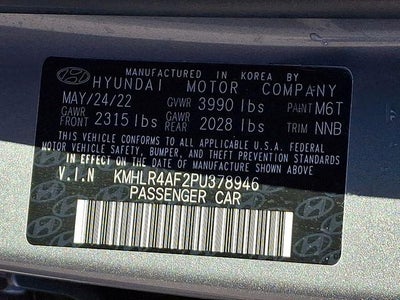 MANUFACTURED IN KOREA BY
HYUNDAI MOTOR COMPANY
MAY/24/22 GVWR 3990 lbs PAINT M6T
GAWR FRONT 2315 lbs GAWR REAR 2028 lbs TRIM NNB
THIS VEHICLE CONFORMS TO ALL APPLICABLE U.S.A FEDERAL
MOTOR VEHICLE SAFETY, BUMPER, AND THEFT PREVENTION STANDARDS
IN EFFECT ON THE DATE OF MANUFACTURE SHOWN ABOVE
V.I.N KMHLR4AF2PU378946
PASSENGER CAR